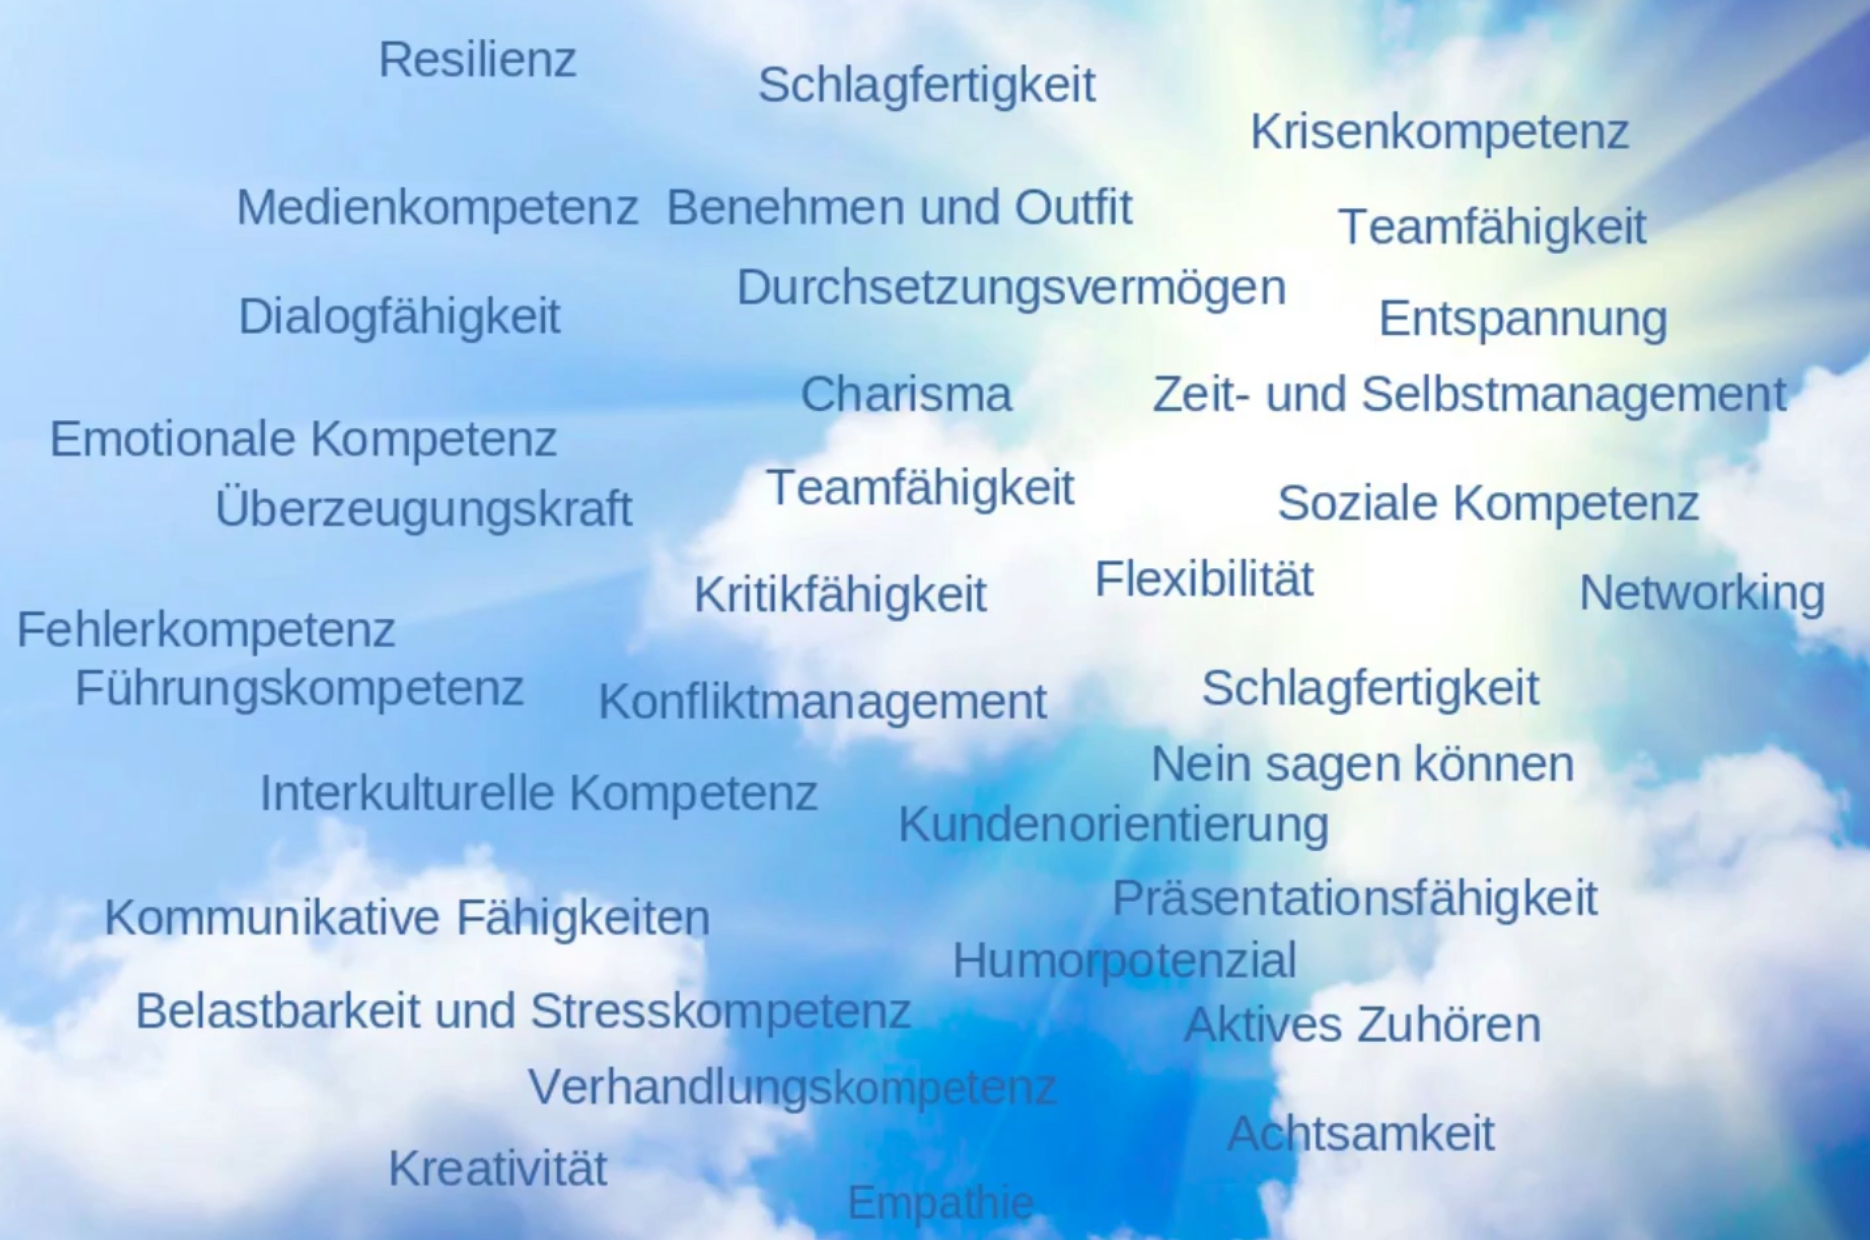 Resilienz
Schlagfertigkeit
Krisenkompetenz
Medienkompetenz
Benehmen und Outfit
Teamfähigkeit
Durchsetzungsvermögen
Dialogfähigkeit
Entspannung
Charisma
Zeit- und Selbstmanagement
Emotionale Kompetenz
Teamfähigkeit
Überzeugungskraft
Soziale Kompetenz
Flexibilität
Kritikfähigkeit
Networking
Fehlerkompetenz
Führungskompetenz
Konfliktmanagement
Schlagfertigkeit
Nein sagen können
Interkulturelle Kompetenz
Kundenorientierung
Präsentationsfähigkeit
Kommunikative Fähigkeiten
Humorpotenzial
Belastbarkeit und Stresskompetenz
Aktives Zuhören
Verhandlungskompetenz
Achtsamkeit
Kreativität
Empathie